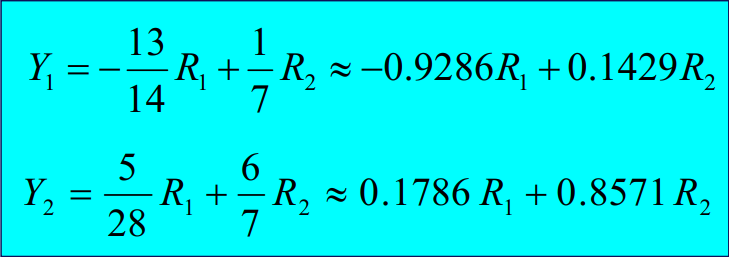 Y₁ = −13/14 R₁ + 1/7 R₂ ≈ −0.9286R₁ + 0.1429R₂
Y₂ = 5/28 R₁ + 6/7 R₂ ≈ 0.1786 R₁ + 0.8571 R₂